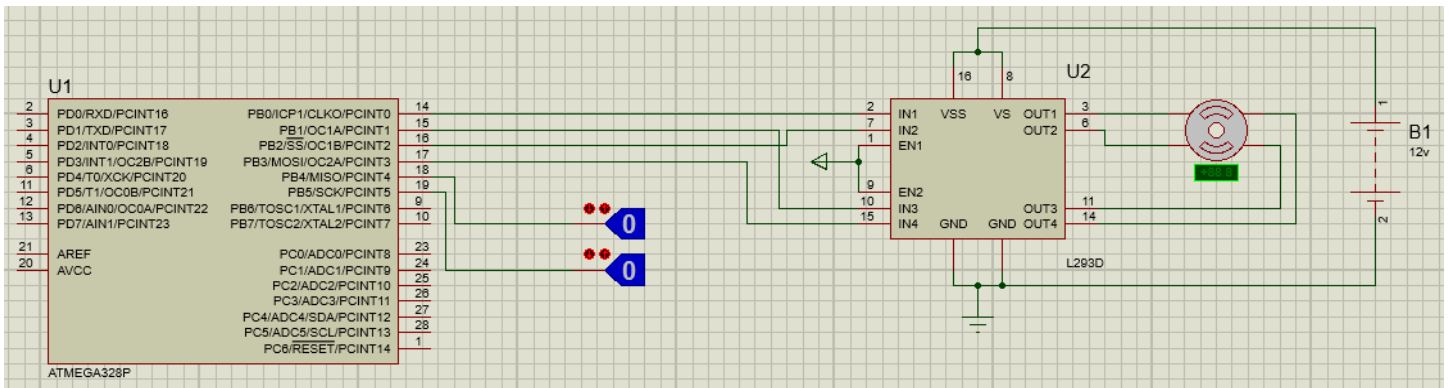 U1
2 PD0/RXD/PCINT16 PB0/ICP1/CLKO/PCINT0 14
3 PD1/TXD/PCINT17 PB1/OC1A/PCINT1 15
4 PD2/INT0/PCINT18 PB2/SS/OC1B/PCINT2 16
5 PD3/INT1/OC2B/PCINT19 PB3/MOSI/OC2A/PCINT3 17
6 PD4/T0/XCK/PCINT20 PB4/MISO/PCINT4 18
11 PD5/T1/OC0B/PCINT21 PB5/SCK/PCINT5 19
12 PD6/AIN0/OC0A/PCINT22 PB6/TOSC1/XTAL1/PCINT6 9
13 PD7/AIN1/PCINT23 PB7/TOSC2/XTAL2/PCINT7 10
21 AREF PC0/ADC0/PCINT8 23
20 AVCC PC1/ADC1/PCINT9 24
PC2/ADC2/PCINT10 25
PC3/ADC3/PCINT11 26
PC4/ADC4/SDA/PCINT12 27
PC5/ADC5/SCL/PCINT13 28
PC6/RESET/PCINT14 1
ATMEGA328P
0
0
U2
16 8
2 IN1 VSS VS OUT1 3
7 IN2 OUT2 6
1 EN1
9 EN2
10 IN3 OUT3 11
15 IN4 OUT4 14
GND GND
L293D
+88.8
1
B1
12v
2